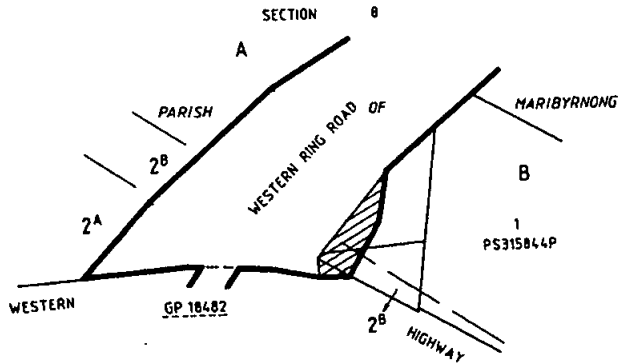 SECTION 8
A
PARISH OF MARIBYRNONG
WESTERN RING ROAD
2B
2A
B
1
PS315844P
WESTERN HIGHWAY
GP 18482
2B